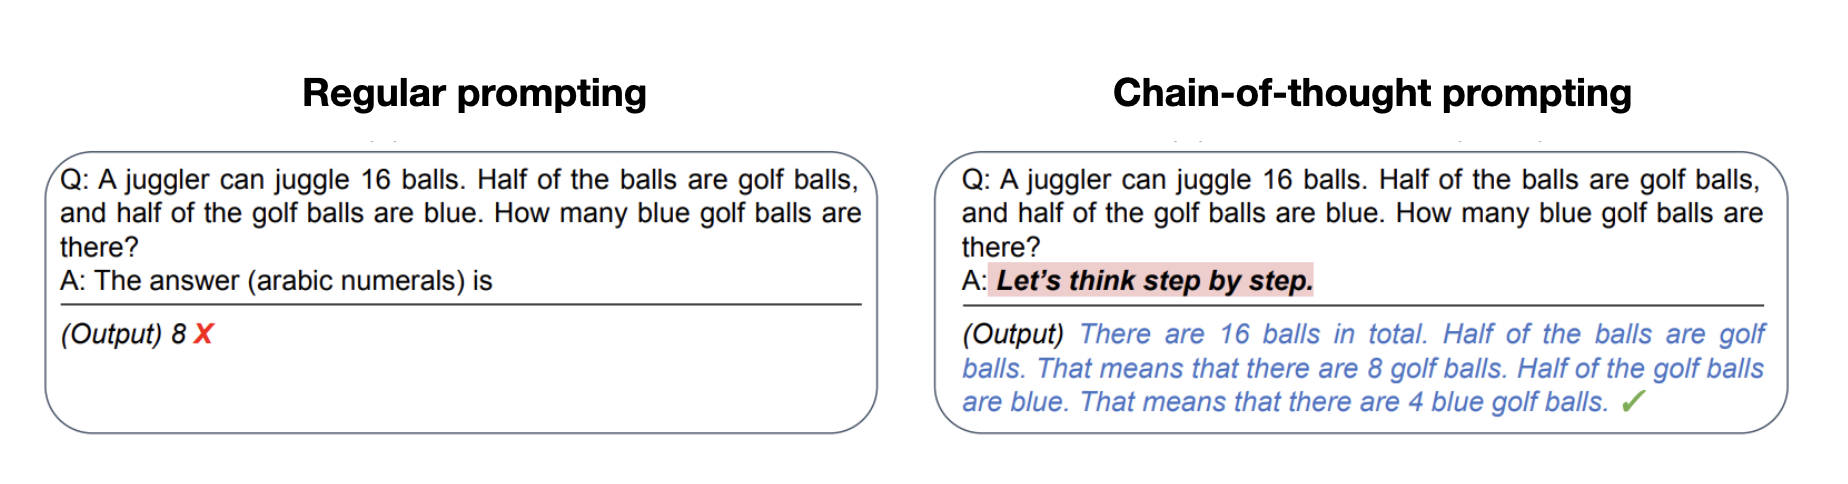 Regular prompting
Q: A juggler can juggle 16 balls. Half of the balls are golf balls,
and half of the golf balls are blue. How many blue golf balls are
there?
A: The answer (arabic numerals) is
(Output) 8 X
Chain-of-thought prompting
Q: A juggler can juggle 16 balls. Half of the balls are golf balls,
and half of the golf balls are blue. How many blue golf balls are
there?
A: Let’s think step by step.
(Output) There are 16 balls in total. Half of the balls are golf
balls. That means that there are 8 golf balls. Half of the golf balls
are blue. That means that there are 4 blue golf balls. ✓